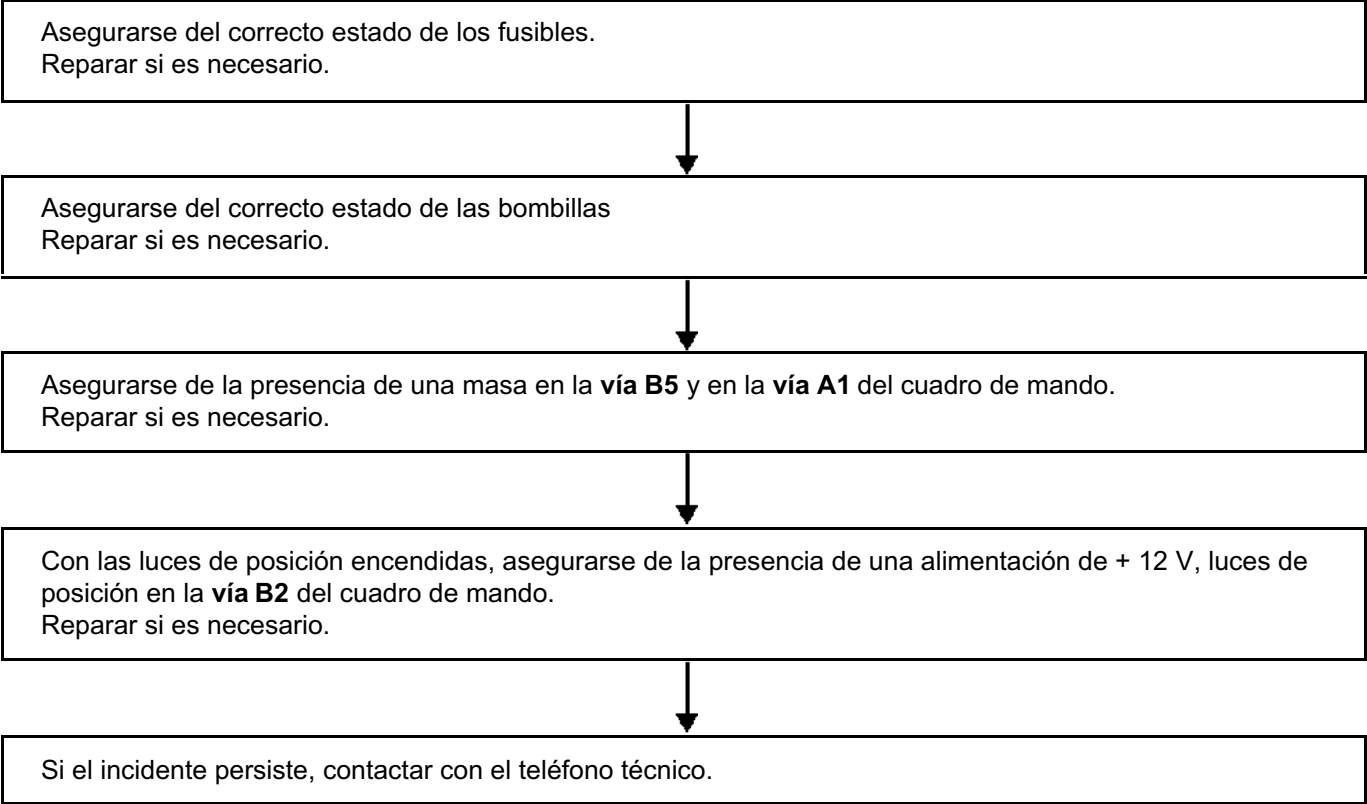 Asegurarse del correcto estado de los fusibles.
Reparar si es necesario.
Asegurarse del correcto estado de las bombillas
Reparar si es necesario.
Asegurarse de la presencia de una masa en la vía B5 y en la vía A1 del cuadro de mando.
Reparar si es necesario.
Con las luces de posición encendidas, asegurarse de la presencia de una alimentación de + 12 V, luces de
posición en la vía B2 del cuadro de mando.
Reparar si es necesario.
Si el incidente persiste, contactar con el teléfono técnico.